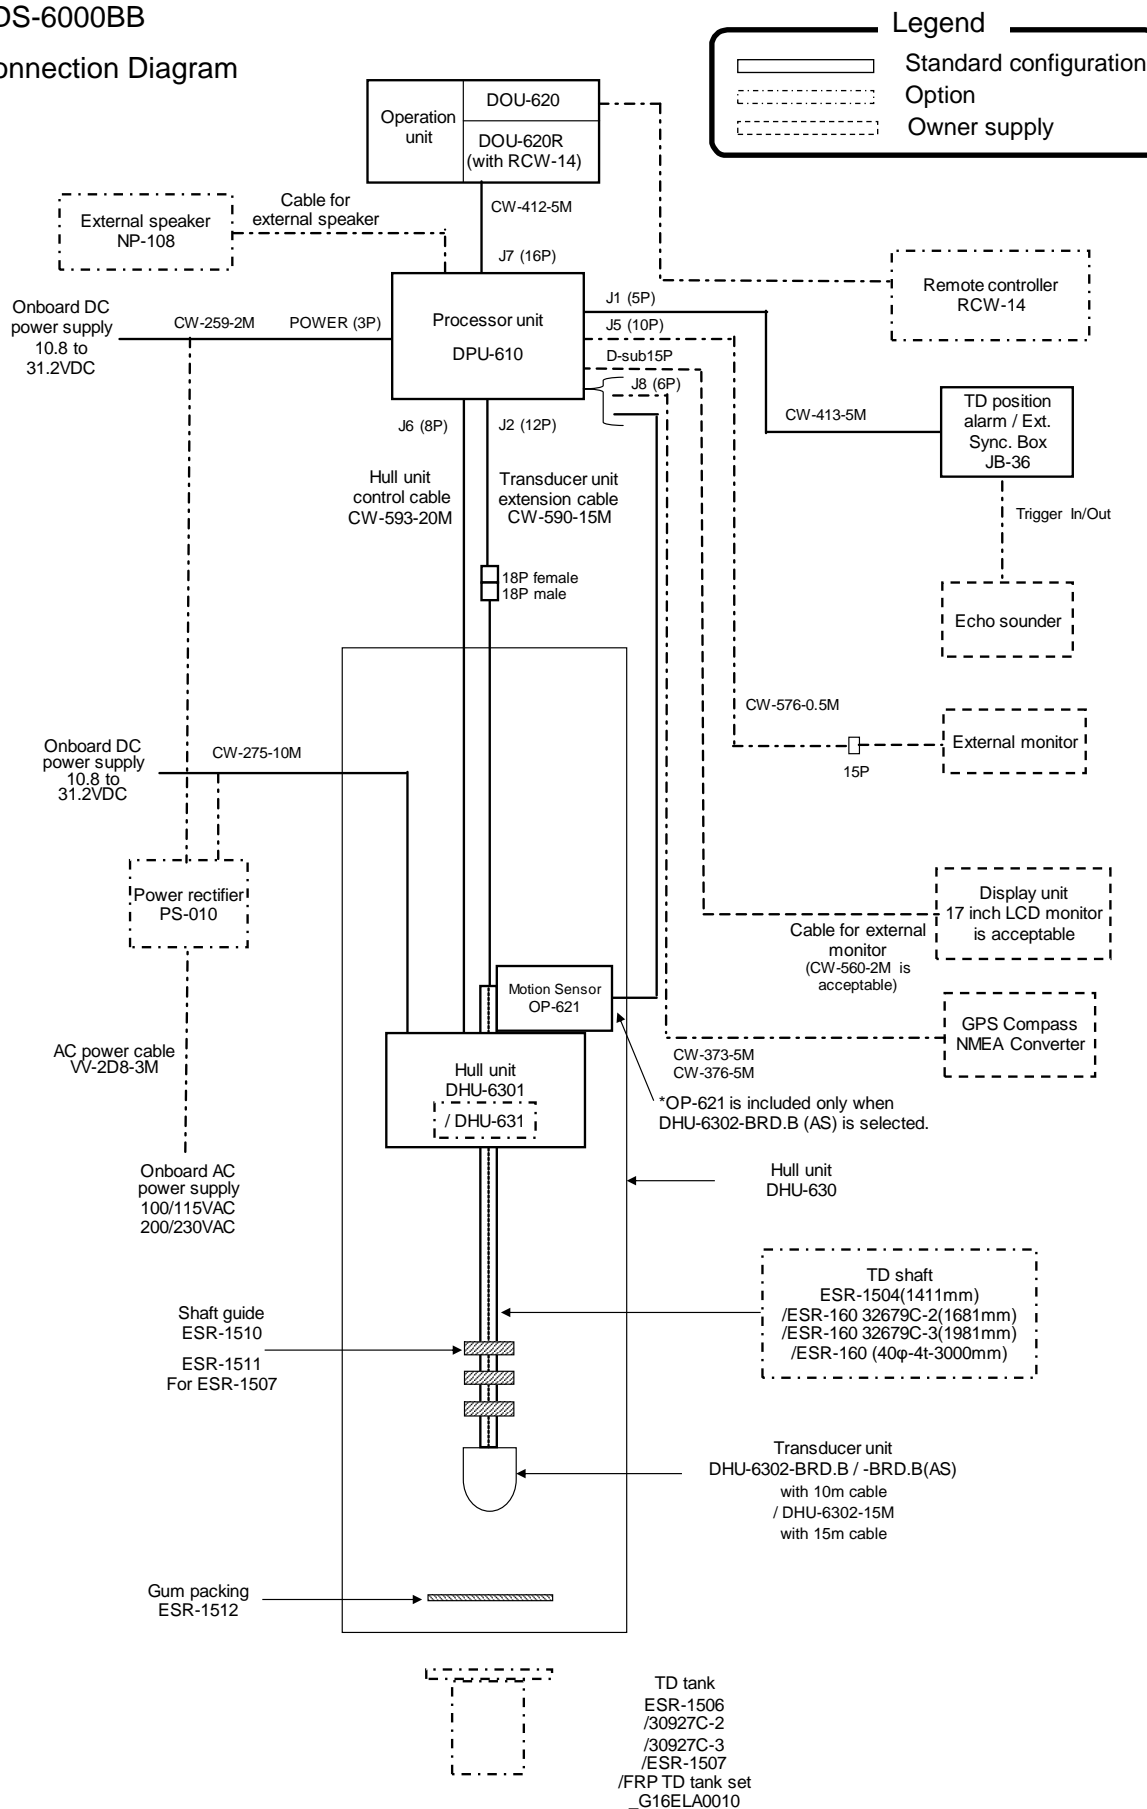 DS-6000BB
onnection Diagram
Legend
Standard configuration
Option
Owner supply
Operation
unit
DOU-620
DOU-620R
(with RCW-14)
CW-412-5M
J7 (16P)
External speaker
NP-108
Cable for
external speaker
Remote controller
RCW-14
Onboard DC
power supply
10.8 to
31.2VDC
CW-259-2M
POWER (3P)
Processor unit
DPU-610
J1 (5P)
J5 (10P)
D-sub15P
J8 (6P)
J6 (8P)
J2 (12P)
CW-413-5M
TD position
alarm / Ext.
Sync. Box
JB-36
Trigger In/Out
Echo sounder
Hull unit
control cable
CW-593-20M
Transducer unit
extension cable
CW-590-15M
18P female
18P male
CW-576-0.5M
15P
External monitor
Onboard DC
power supply
10.8 to
31.2VDC
CW-275-10M
Power rectifier
PS-010
Display unit
17 inch LCD monitor
is acceptable
Cable for external
monitor
(CW-560-2M is
acceptable)
Motion Sensor
OP-621
GPS Compass
NMEA Converter
CW-373-5M
CW-376-5M
*OP-621 is included only when
DHU-6302-BRD.B (AS) is selected.
AC power cable
VV-2D8-3M
Hull unit
DHU-6301
/ DHU-631
Onboard AC
power supply
100/115VAC
200/230VAC
Hull unit
DHU-630
TD shaft
ESR-1504(1411mm)
/ESR-160 32679C-2(1681mm)
/ESR-160 32679C-3(1981mm)
/ESR-160 (40φ-4t-3000mm)
Shaft guide
ESR-1510
ESR-1511
For ESR-1507
Transducer unit
DHU-6302-BRD.B / -BRD.B(AS)
with 10m cable
/ DHU-6302-15M
with 15m cable
Gum packing
ESR-1512
TD tank
ESR-1506
/30927C-2
/30927C-3
/ESR-1507
/FRP TD tank set
_G16ELA0010